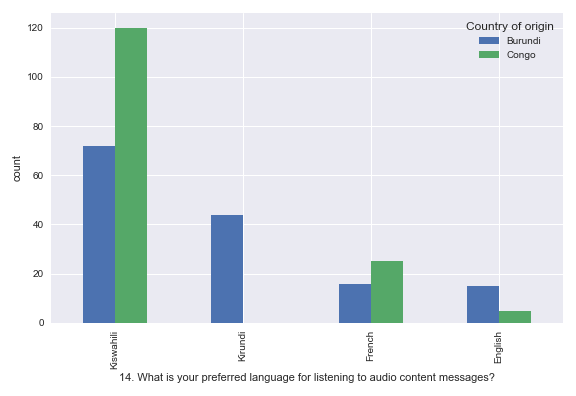 Country of origin
Burundi
Congo
120
100
80
60
40
20
0
count
Kiswahili
Kirundi
French
English
14. What is your preferred language for listening to audio content messages?